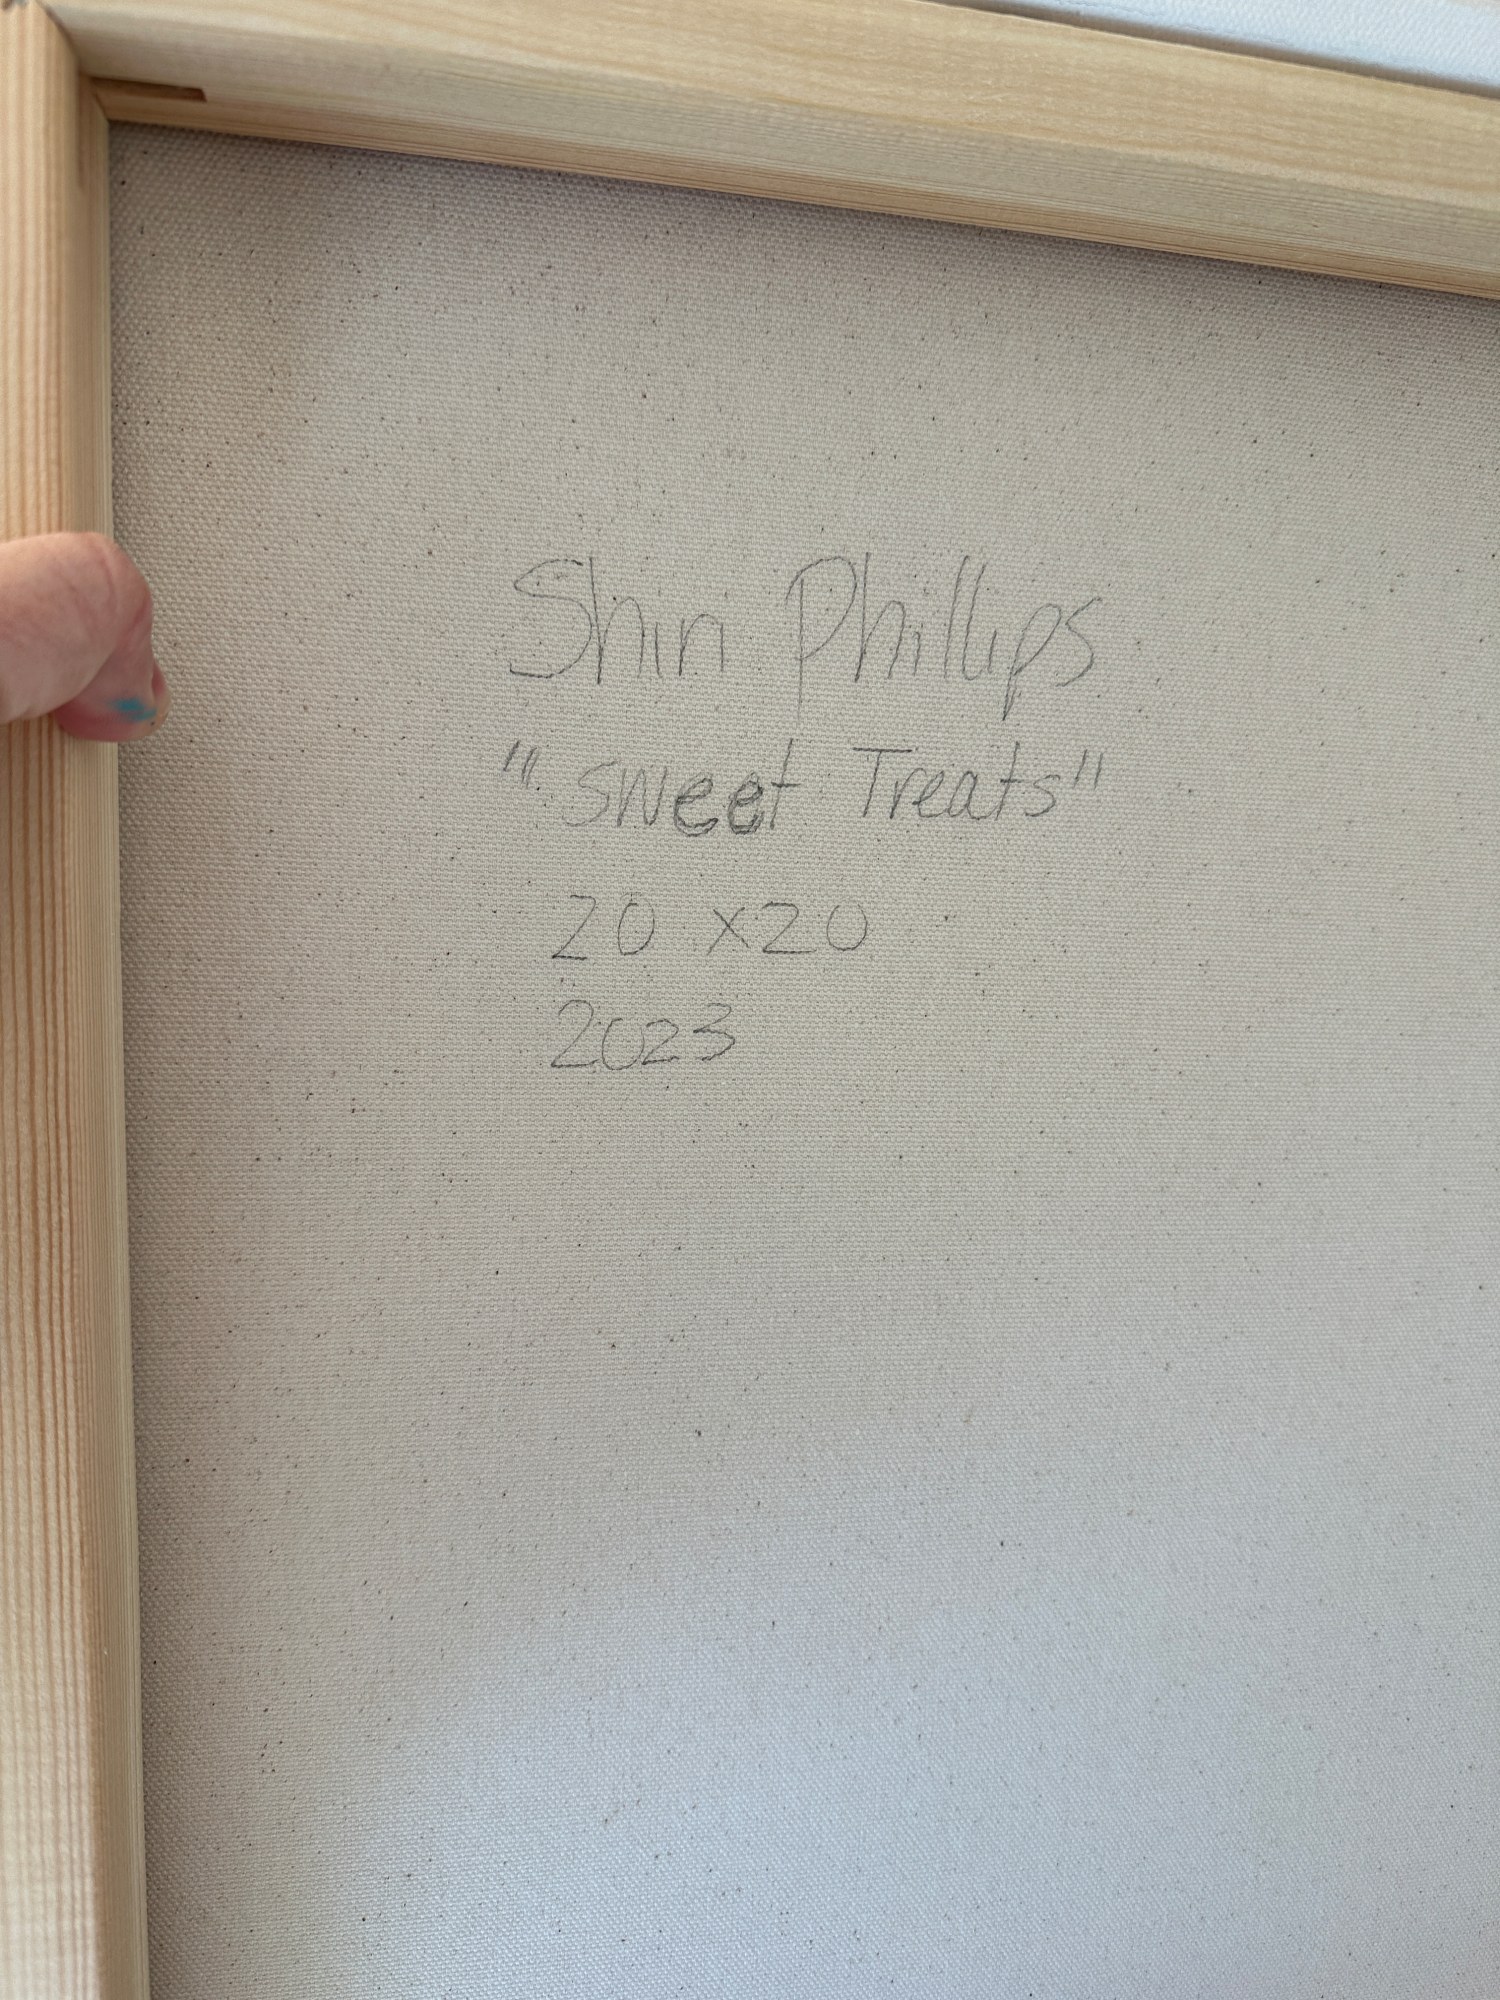 Shin Phillips
"Sweet Treats"
20 x20
2023